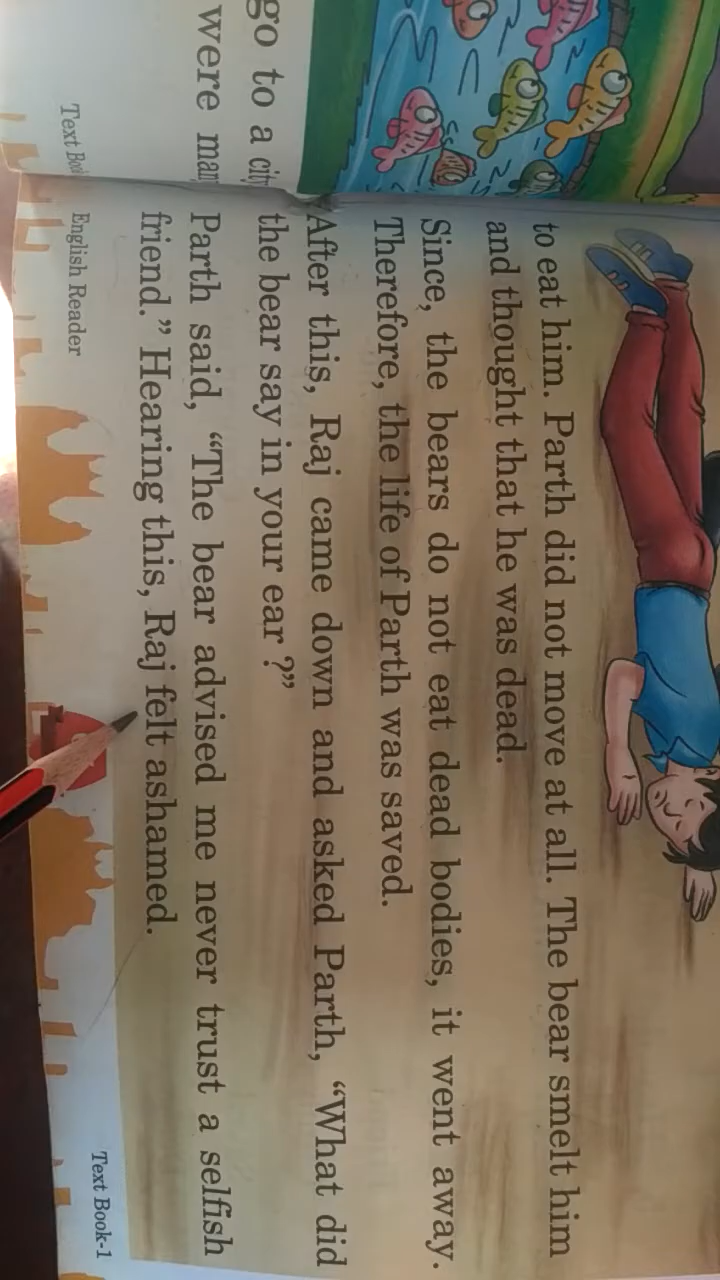 to eat him. Parth did not move at all. The bear smelt him
and thought that he was dead.
Since, the bears do not eat dead bodies, it went away.
Therefore, the life of Parth was saved.
After this, Raj came down and asked Parth, “What did
the bear say in your ear ?”
Parth said, “The bear advised me never trust a selfish
friend.” Hearing this, Raj felt ashamed.
English Reader
Text Book-1
go to a
were
Text